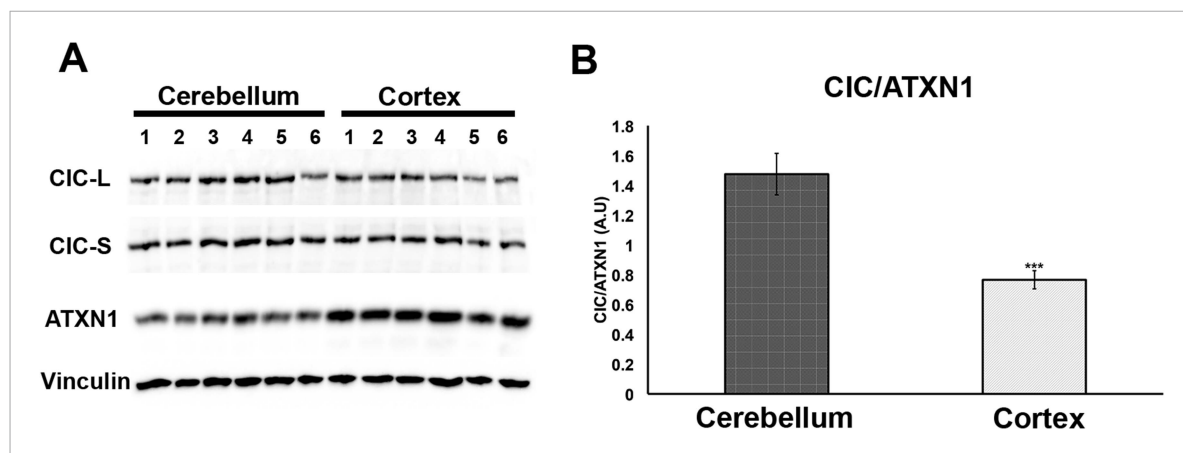 A
Cerebellum Cortex
1 2 3 4 5 6 1 2 3 4 5 6
CIC-L
CIC-S
ATXN1
Vinculin
B
CIC/ATXN1
CIC/ATXN1 (A.U)
1.8
1.6
1.4
1.2
1
0.8
0.6
0.4
0.2
0
***
Cerebellum Cortex